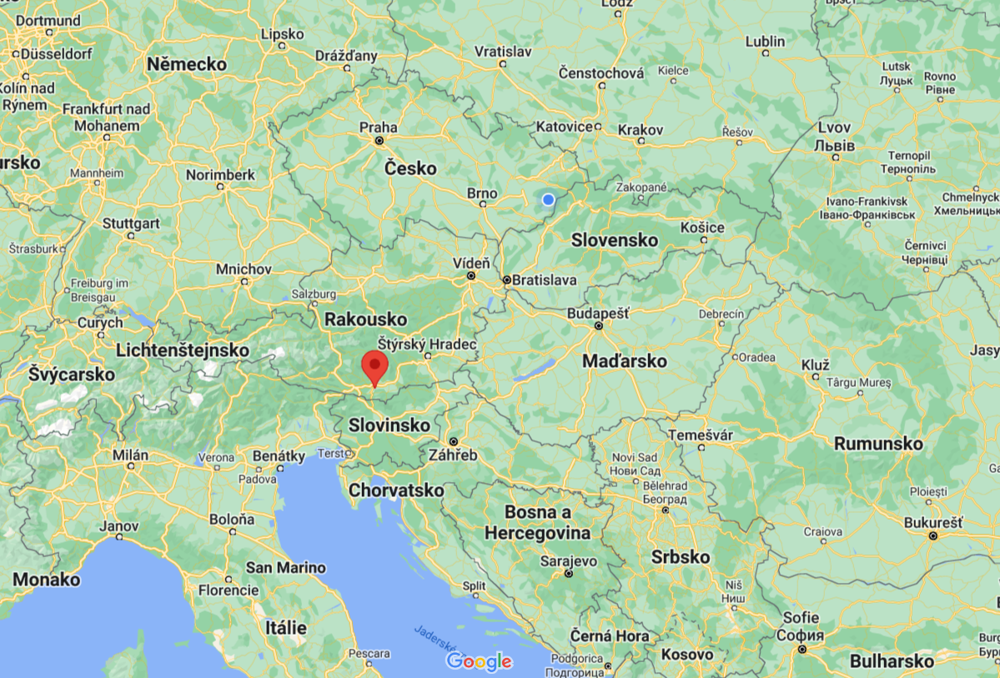 Lodž
Брэст
Dortmund
Lipsko
Lublin
Düsseldorf
Drážďany
Vratislav
Německo
Čenstochová
Kielce
Lutsk
Луцьк
Rovno
Рівне
Kolín nad
Rýnem
Frankfurt nad
Mohanem
Praha
Katovice
Krakov
Řešov
Lvov
Львів
Ternopil
Тернопіль
Mannheim
Norimberk
Česko
Brno
Zakopané
Ivano-Frankivsk
Івано-Франківськ
Stuttgart
Slovensko
Košice
Štrasburk
Černivci
Чернівці
Mnichov
Vídeň
Bratislava
Freiburg im
Breisgau
Salzburg
Curych
Rakousko
Budapešť
Debrecín
Lichtenštejnsko
Štýrský Hradec
Oradea
Kluž
Švýcarsko
Maďarsko
Târgu Mureș
Slovinsko
Temešvár
Rumunsko
Milán
Verona
Benátky
Terst
Záhřeb
Novi Sad
Нови Сад
Padova
Chorvatsko
Bělehrad
Београд
Ploiești
Janov
Boloňa
Bosna a
Hercegovina
Craiova
Bukurešť
Monako
San Marino
Sarajevo
Srbsko
Florencie
Split
Niš
Ниш
Itálie
Sofie
София
Černá Hora
Pescara
Google
Podgorica
Подгорица
Kosovo
Bulharsko